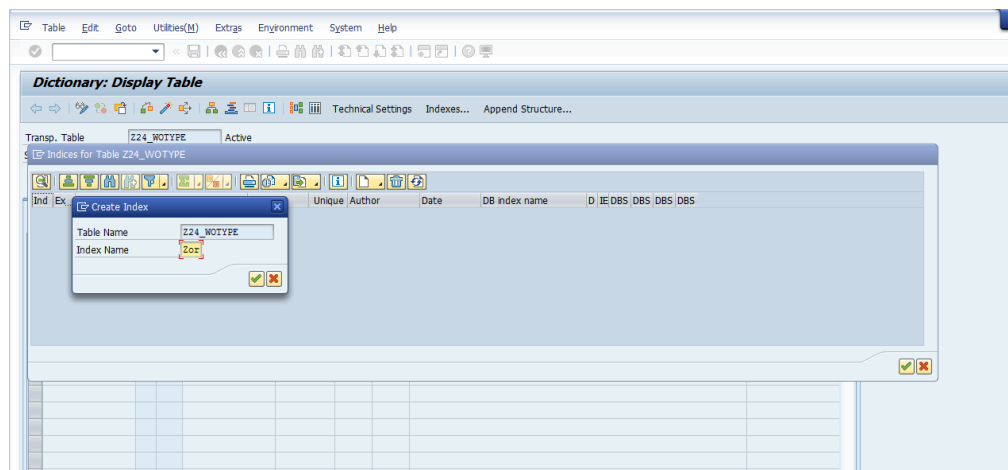 Table Edit Goto Utilities(M) Extras Environment System Help
Dictionary: Display Table
Technical Settings Indexes... Append Structure...
Transp. Table Z24_WOTYPE Active
Indices for Table Z24_WOTYPE
Ind Ex Unique Author Date DB index name D IE DBS DBS DBS DBS
Create Index
Table Name Z24_WOTYPE
Index Name Zor